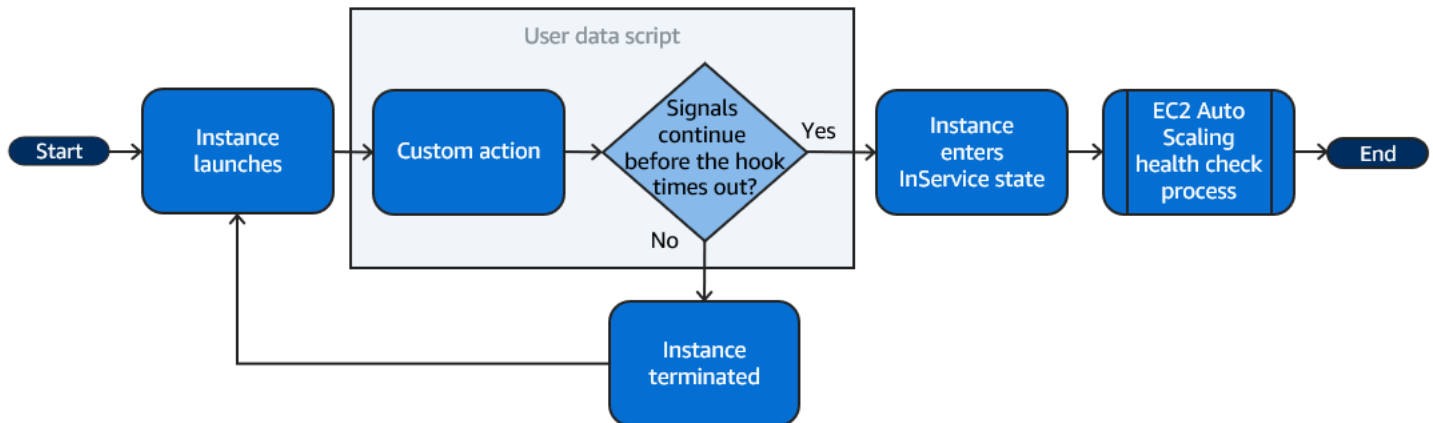 User data script
Start
Instance
launches
Custom action
Signals
continue
before the hook
times out?
Yes
No
Instance
enters
InService state
EC2 Auto
Scaling
health check
process
End
Instance
terminated